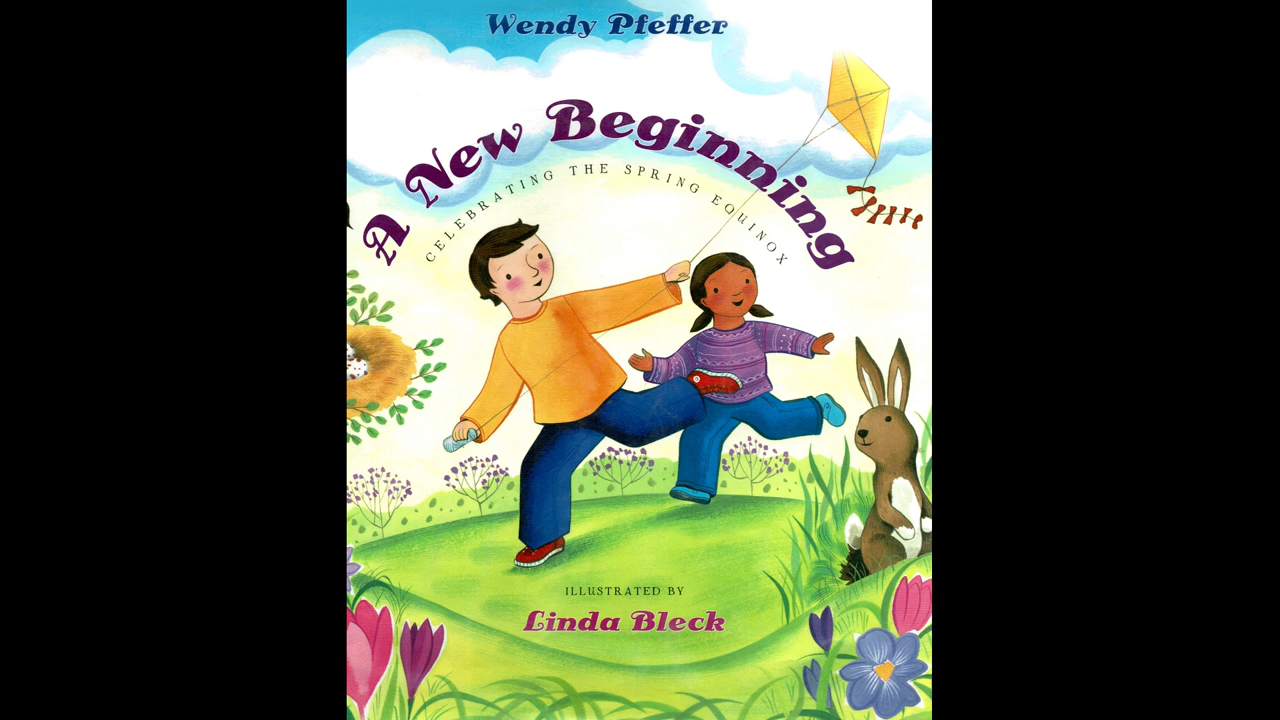 Wendy Pfeffer
A New Beginning
CELEBRATING THE SPRING EQUINOX
ILLUSTRATED BY
Linda Bleck